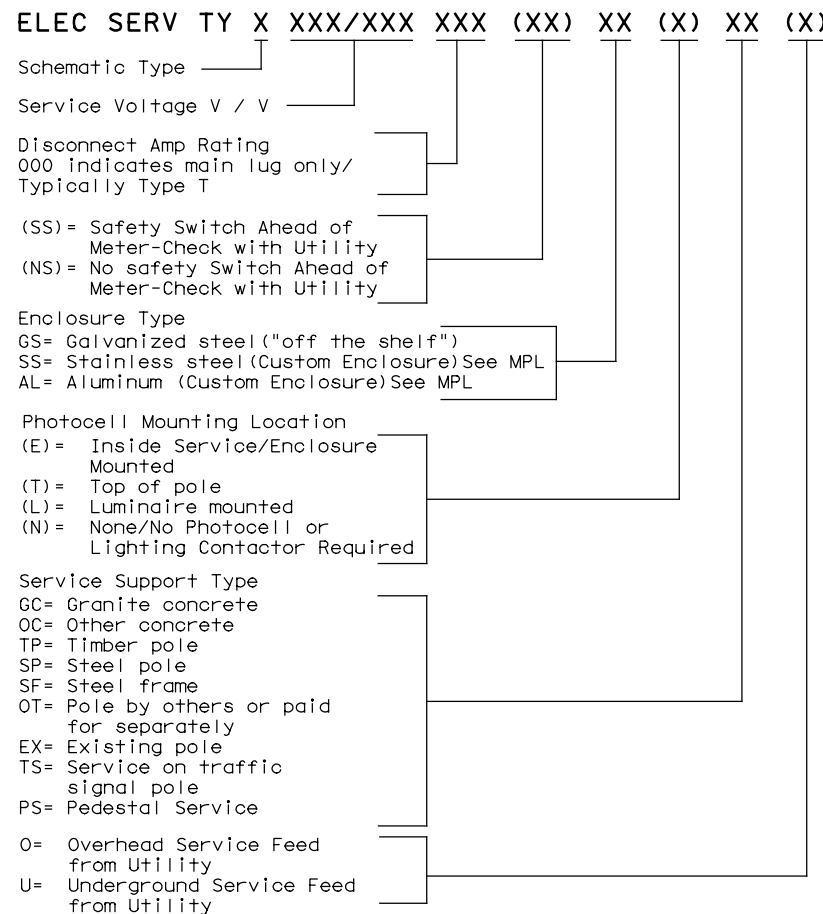 ELEC SERV TY X XXX/XXX XXX (XX) XX (X) XX (X)
Schematic Type
Service Voltage V / V
Disconnect Amp Rating
000 indicates main lug only/
Typically Type T
(SS)= Safety Switch Ahead of
Meter-Check with Utility
(NS)= No safety Switch Ahead of
Meter-Check with Utility
Enclosure Type
GS= Galvanized steel("off the shelf")
SS= Stainless steel(Custom Enclosure)See MPL
AL= Aluminum (Custom Enclosure)See MPL
Photocell Mounting Location
(E)= Inside Service/Enclosure
Mounted
(T)= Top of pole
(L)= Luminaire mounted
(N)= None/No Photocell or
Lighting Contactor Required
Service Support Type
GC= Granite concrete
OC= Other concrete
TP= Timber pole
SP= Steel pole
SF= Steel frame
OT= Pole by others or paid
for separately
EX= Existing pole
TS= Service on traffic
signal pole
PS= Pedestal Service
O= Overhead Service Feed
from Utility
U= Underground Service Feed
from Utility